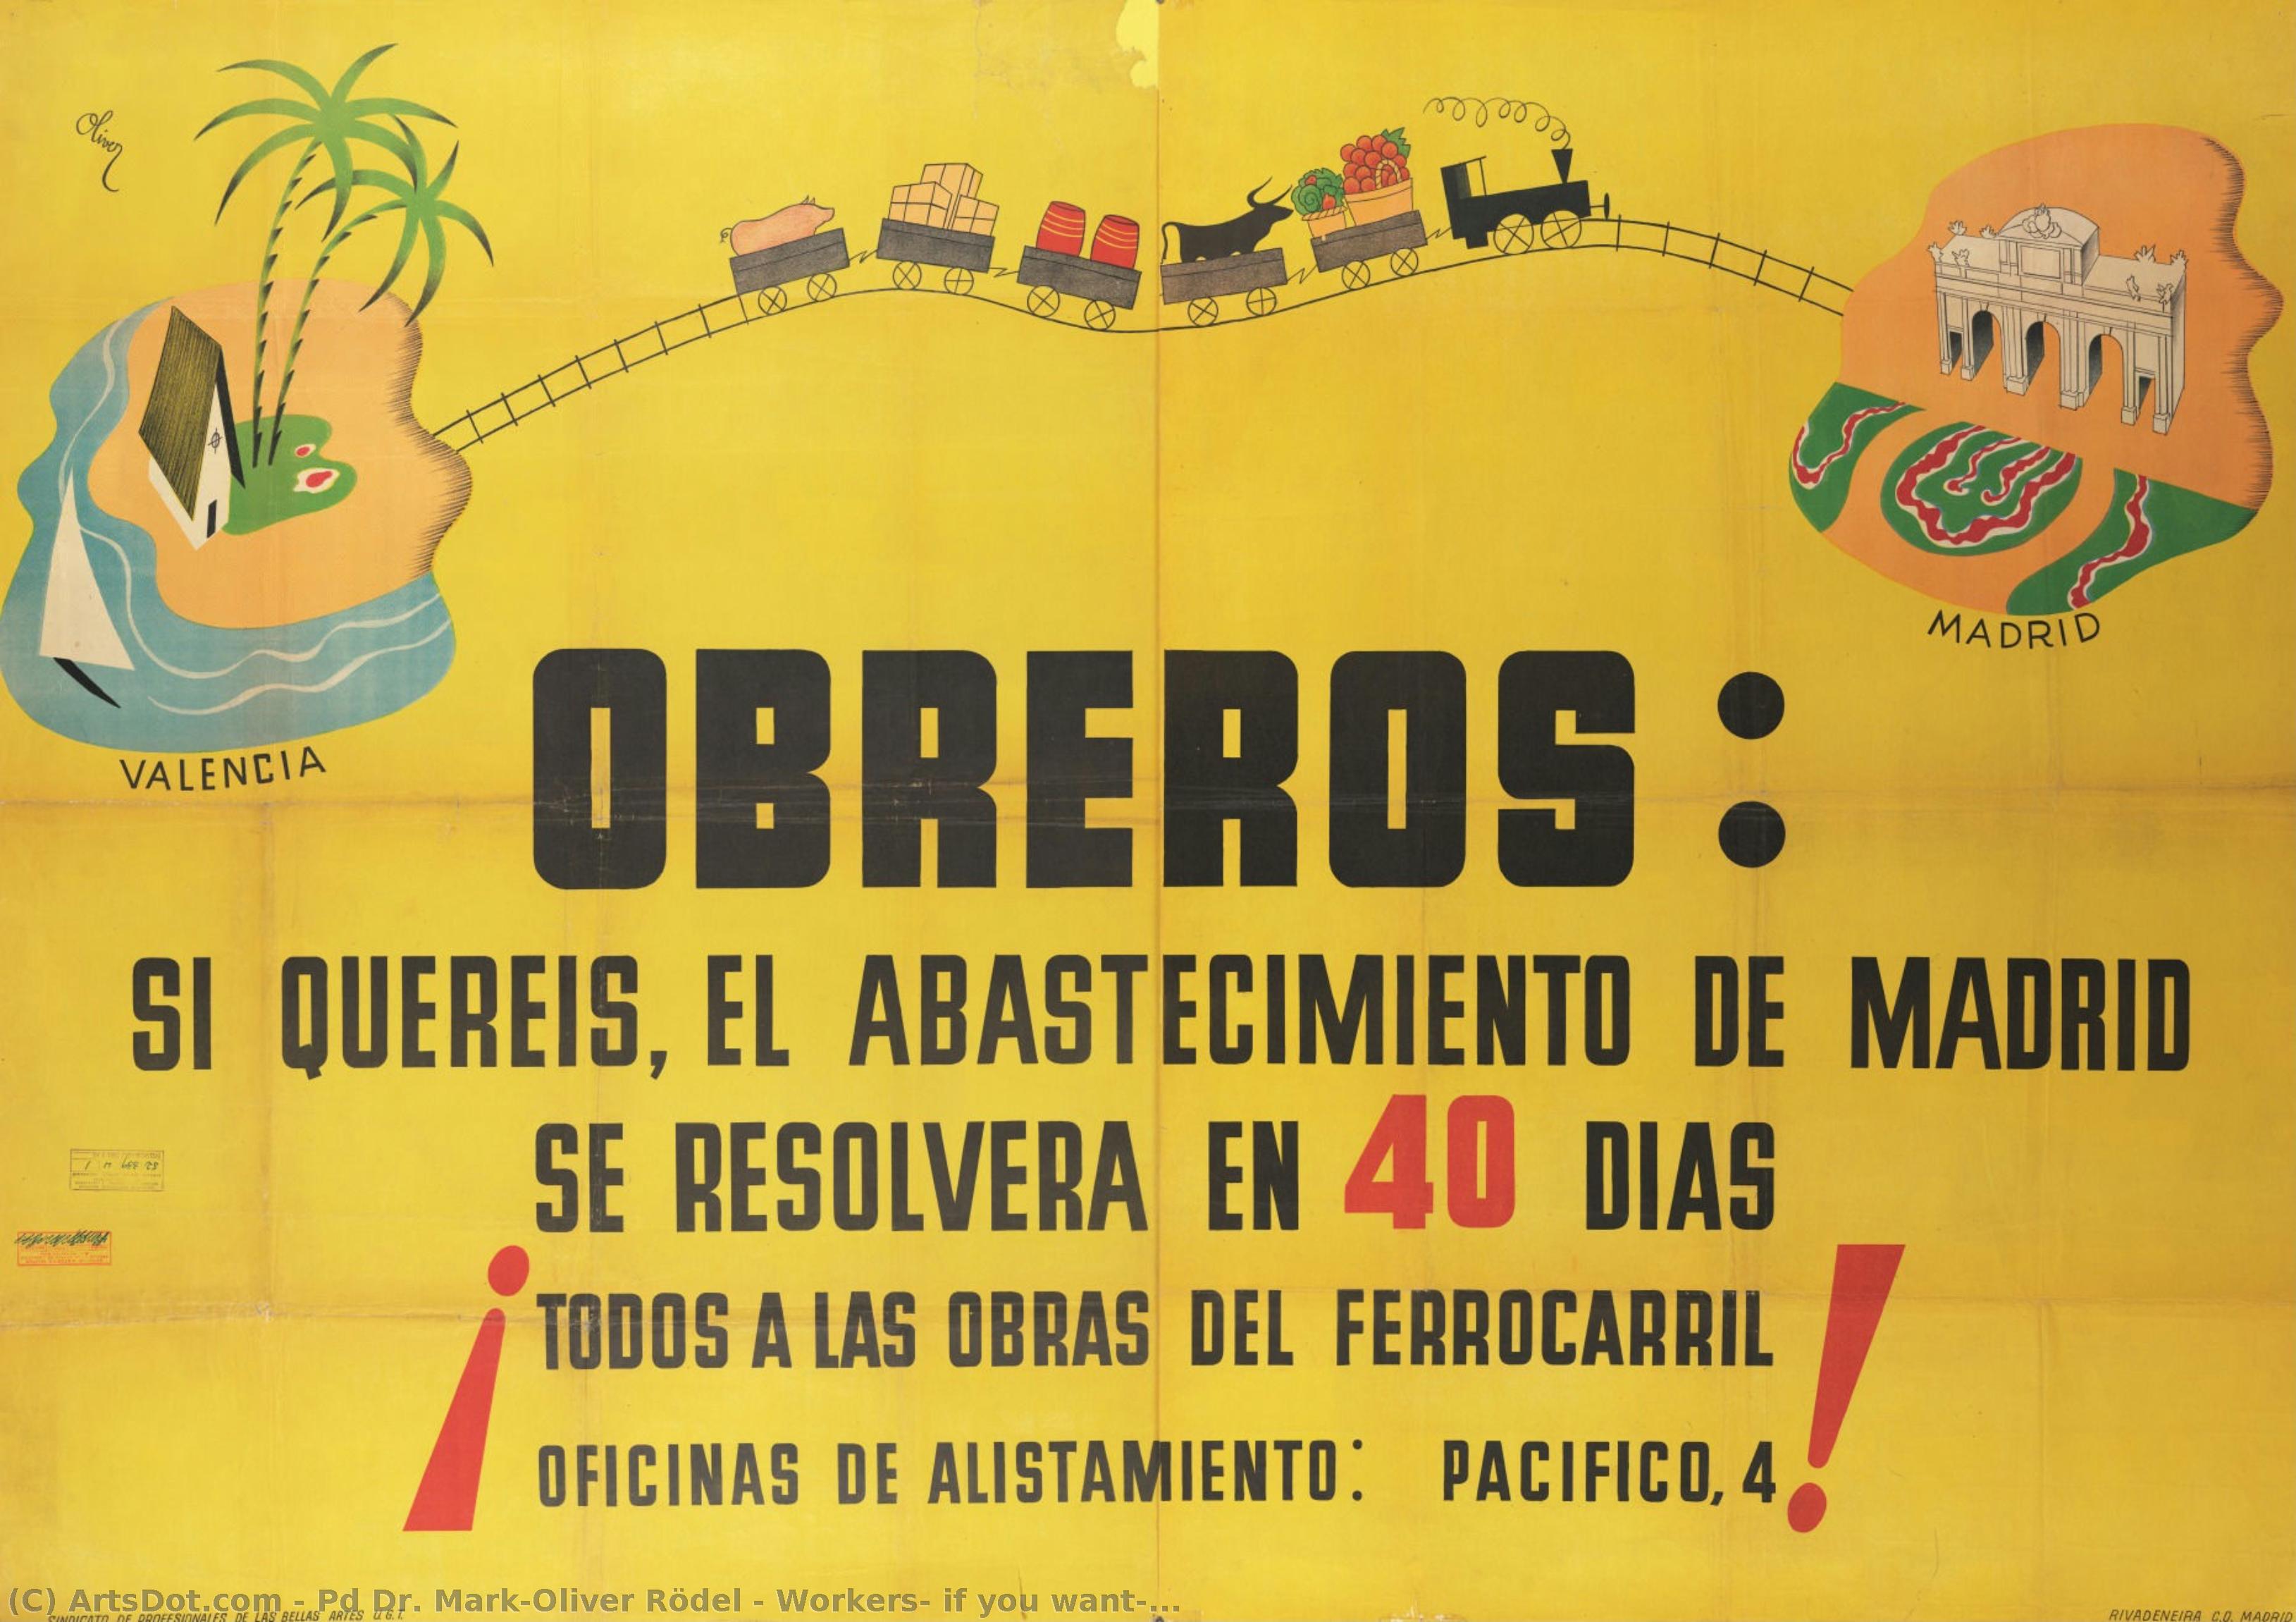 Oliver
VALENCIA
MADRID
OBREROS:
SI QUEREIS, EL ABASTECIMIENTO DE MADRID
SE RESOLVERA EN 40 DIAS
¡TODOS A LAS OBRAS DEL FERROCARRIL
OFICINAS DE ALISTAMIENTO: PACIFICO, 4!
(C) ArtsDot.com - Pd Dr. Mark-Oliver Rödel - Workers- if you want-...
SINDICATO DE PROFESIONALES DE LAS BELLAS ARTES U.G.T.
RIVADENEIRA C.O. MADRID